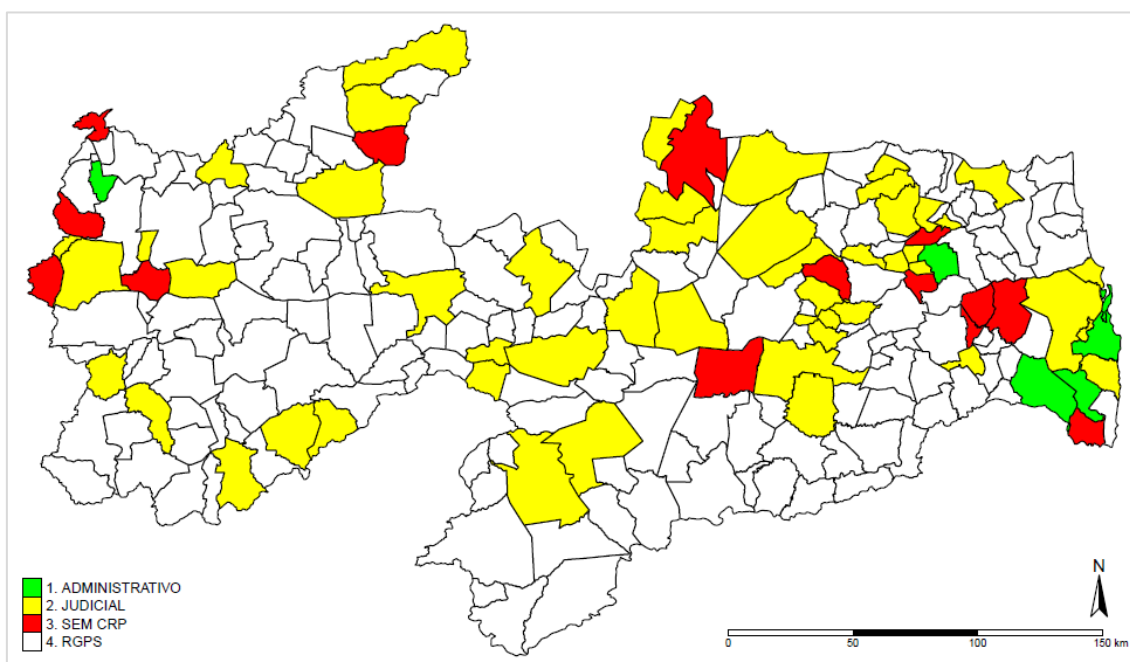 N
1. ADMINISTRATIVO
2. JUDICIAL
3. SEM CRP
4. RGPS
0 50 100 150 km